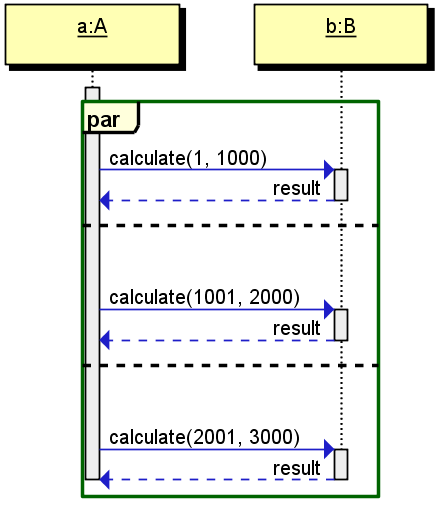 a:A
b:B
par
calculate(1, 1000)
result
calculate(1001, 2000)
result
calculate(2001, 3000)
result